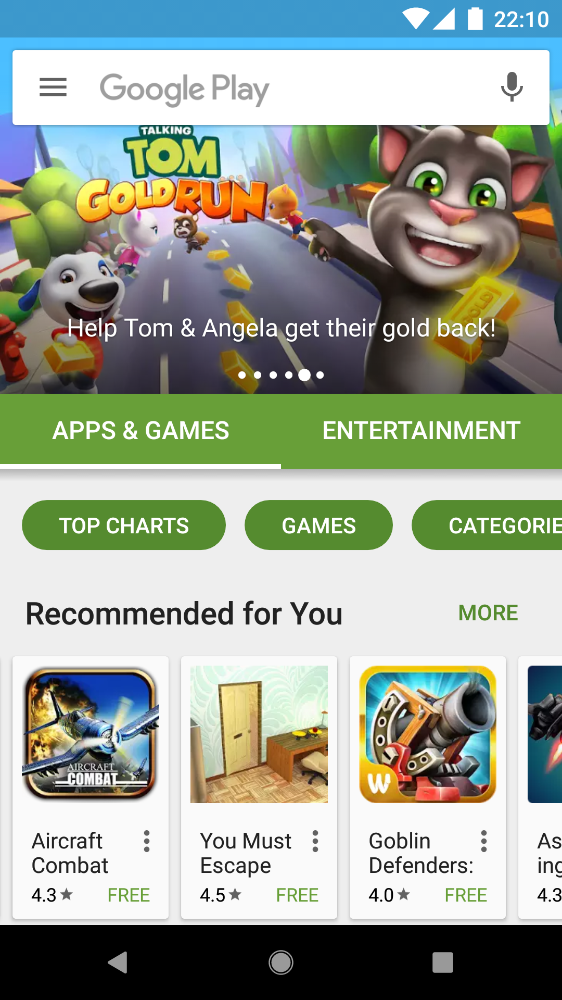 22:10
Google Play
TALKING
TOM
GOLD RUN
GOLD
Help Tom & Angela get their gold back!
APPS & GAMES
ENTERTAINMENT
TOP CHARTS
GAMES
CATEGORIE
Recommended for You
MORE
AIRCRAFT
COMBAT
W
Aircraft
Combat
4.3
FREE
You Must
Escape
4.5
FREE
Goblin
Defenders:
4.0
FREE
As
ing
4.3